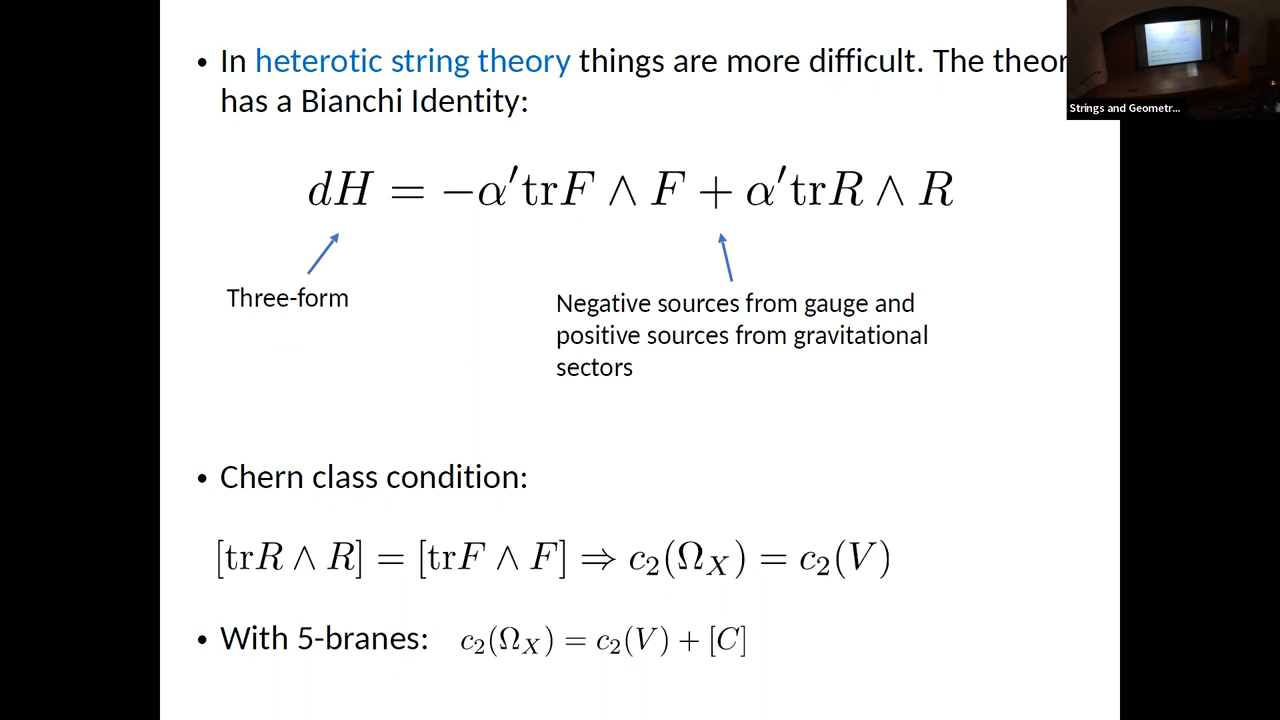 • In heterotic string theory things are more difficult. The theor
has a Bianchi Identity:
Strings and Geometr...
dH = −α′trF ∧ F + α′trR ∧ R
Three-form
Negative sources from gauge and
positive sources from gravitational
sectors
• Chern class condition:
[trR ∧ R] = [trF ∧ F] ⇒ c₂(Ω_X) = c₂(V)
• With 5-branes: c₂(Ω_X) = c₂(V) + [C]